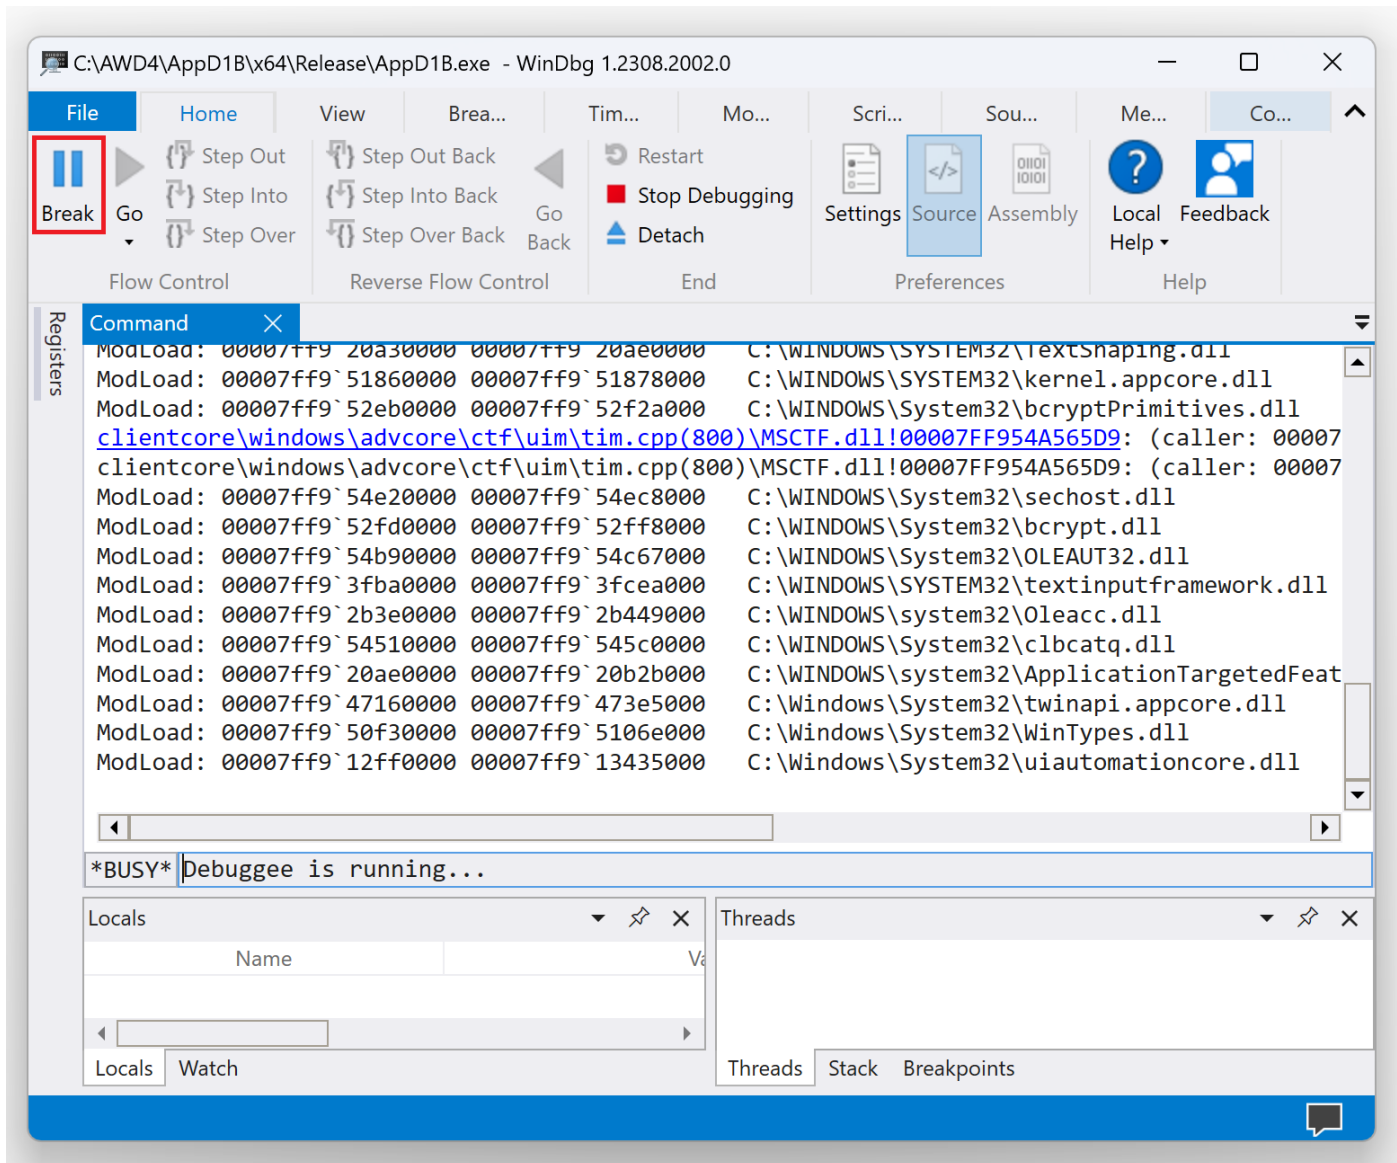 C:\AWD4\AppD1B\x64\Release\AppD1B.exe - WinDbg 1.2308.2002.0
File Home View Brea... Tim... Mo... Scri... Sou... Me... Co...
Break
Go
Step Out
Step Into
Step Over
Flow Control
Step Out Back
Step Into Back
Step Over Back
Go Back
Reverse Flow Control
Restart
Stop Debugging
Detach
End
Settings
Source
Assembly
Preferences
Local Help
Feedback
Help
Registers
Command
ModLoad: 00007ff9`20a30000 00007ff9`20ae0000 C:\WINDOWS\SYSTEM32\TextShaping.dll
ModLoad: 00007ff9`51860000 00007ff9`51878000 C:\WINDOWS\SYSTEM32\kernel.appcore.dll
ModLoad: 00007ff9`52eb0000 00007ff9`52f2a000 C:\WINDOWS\System32\bcryptPrimitives.dll
clientcore\windows\advcore\ctf\uim\tim.cpp(800)\MSCTF.dll!00007FF954A565D9: (caller: 00007
clientcore\windows\advcore\ctf\uim\tim.cpp(800)\MSCTF.dll!00007FF954A565D9: (caller: 00007
ModLoad: 00007ff9`54e20000 00007ff9`54ec8000 C:\WINDOWS\System32\sechost.dll
ModLoad: 00007ff9`52fd0000 00007ff9`52ff8000 C:\WINDOWS\System32\bcrypt.dll
ModLoad: 00007ff9`54b90000 00007ff9`54c67000 C:\WINDOWS\System32\OLEAUT32.dll
ModLoad: 00007ff9`3fba0000 00007ff9`3fcea000 C:\WINDOWS\SYSTEM32\textinputframework.dll
ModLoad: 00007ff9`2b3e0000 00007ff9`2b449000 C:\WINDOWS\system32\Oleacc.dll
ModLoad: 00007ff9`54510000 00007ff9`545c0000 C:\WINDOWS\System32\clbcatq.dll
ModLoad: 00007ff9`20ae0000 00007ff9`20b2b000 C:\WINDOWS\system32\ApplicationTargetedFeat
ModLoad: 00007ff9`47160000 00007ff9`473e5000 C:\Windows\System32\twinapi.appcore.dll
ModLoad: 00007ff9`50f30000 00007ff9`5106e000 C:\Windows\System32\WinTypes.dll
ModLoad: 00007ff9`12ff0000 00007ff9`13435000 C:\Windows\System32\uiautomationcore.dll
*BUSY* Debuggee is running...
Locals
Name Va
Locals Watch
Threads
Threads Stack Breakpoints